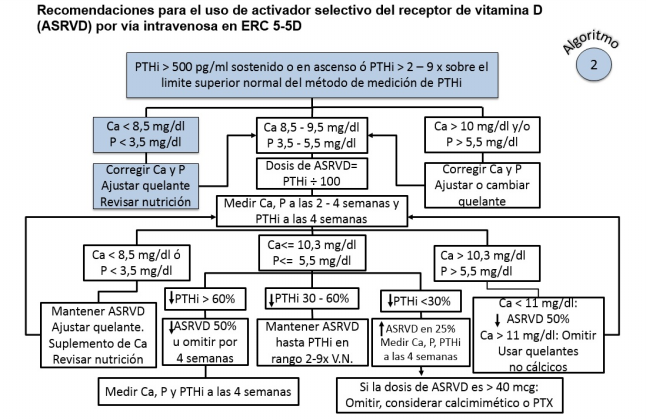 Recomendaciones para el uso de activador selectivo del receptor de vitamina D
(ASRVD) por vía intravenosa en ERC 5-5D
Algoritmo
2
PTHi > 500 pg/ml sostenido o en ascenso ó PTHi > 2 – 9 x sobre el
limite superior normal del método de medición de PTHi
Ca < 8,5 mg/dl
P < 3,5 mg/dl
Ca 8,5 - 9,5 mg/dl
P 3,5 - 5,5 mg/dl
Ca > 10 mg/dl y/o
P > 5,5 mg/dl
Corregir Ca y P
Ajustar quelante
Revisar nutrición
Dosis de ASRVD=
PTHi ÷ 100
Corregir Ca y P
Ajustar o cambiar
quelante
Medir Ca, P a las 2 - 4 semanas y
PTHi a las 4 semanas
Ca < 8,5 mg/dl ó
P < 3,5 mg/dl
Ca<= 10,3 mg/dl
P<= 5,5 mg/dl
Ca > 10,3 mg/dl
P > 5,5 mg/dl
↓PTHi > 60%
↓PTHi 30 - 60%
↓PTHi <30%
Mantener ASRVD
Ajustar quelante.
Suplemento de Ca
Revisar nutrición
↓ASRVD 50%
u omitir por
4 semanas
Mantener ASRVD
hasta PTHi en
rango 2-9x V.N.
↑ASRVD en 25%
Medir Ca, P, PTHi
a las 4 semanas
Ca < 11 mg/dl:
↓ ASRVD 50%
Ca > 11 mg/dl: Omitir
Usar quelantes
no cálcicos
Medir Ca, P y PTHi a las 4 semanas
Si la dosis de ASRVD es > 40 mcg:
Omitir, considerar calcimimético o PTX